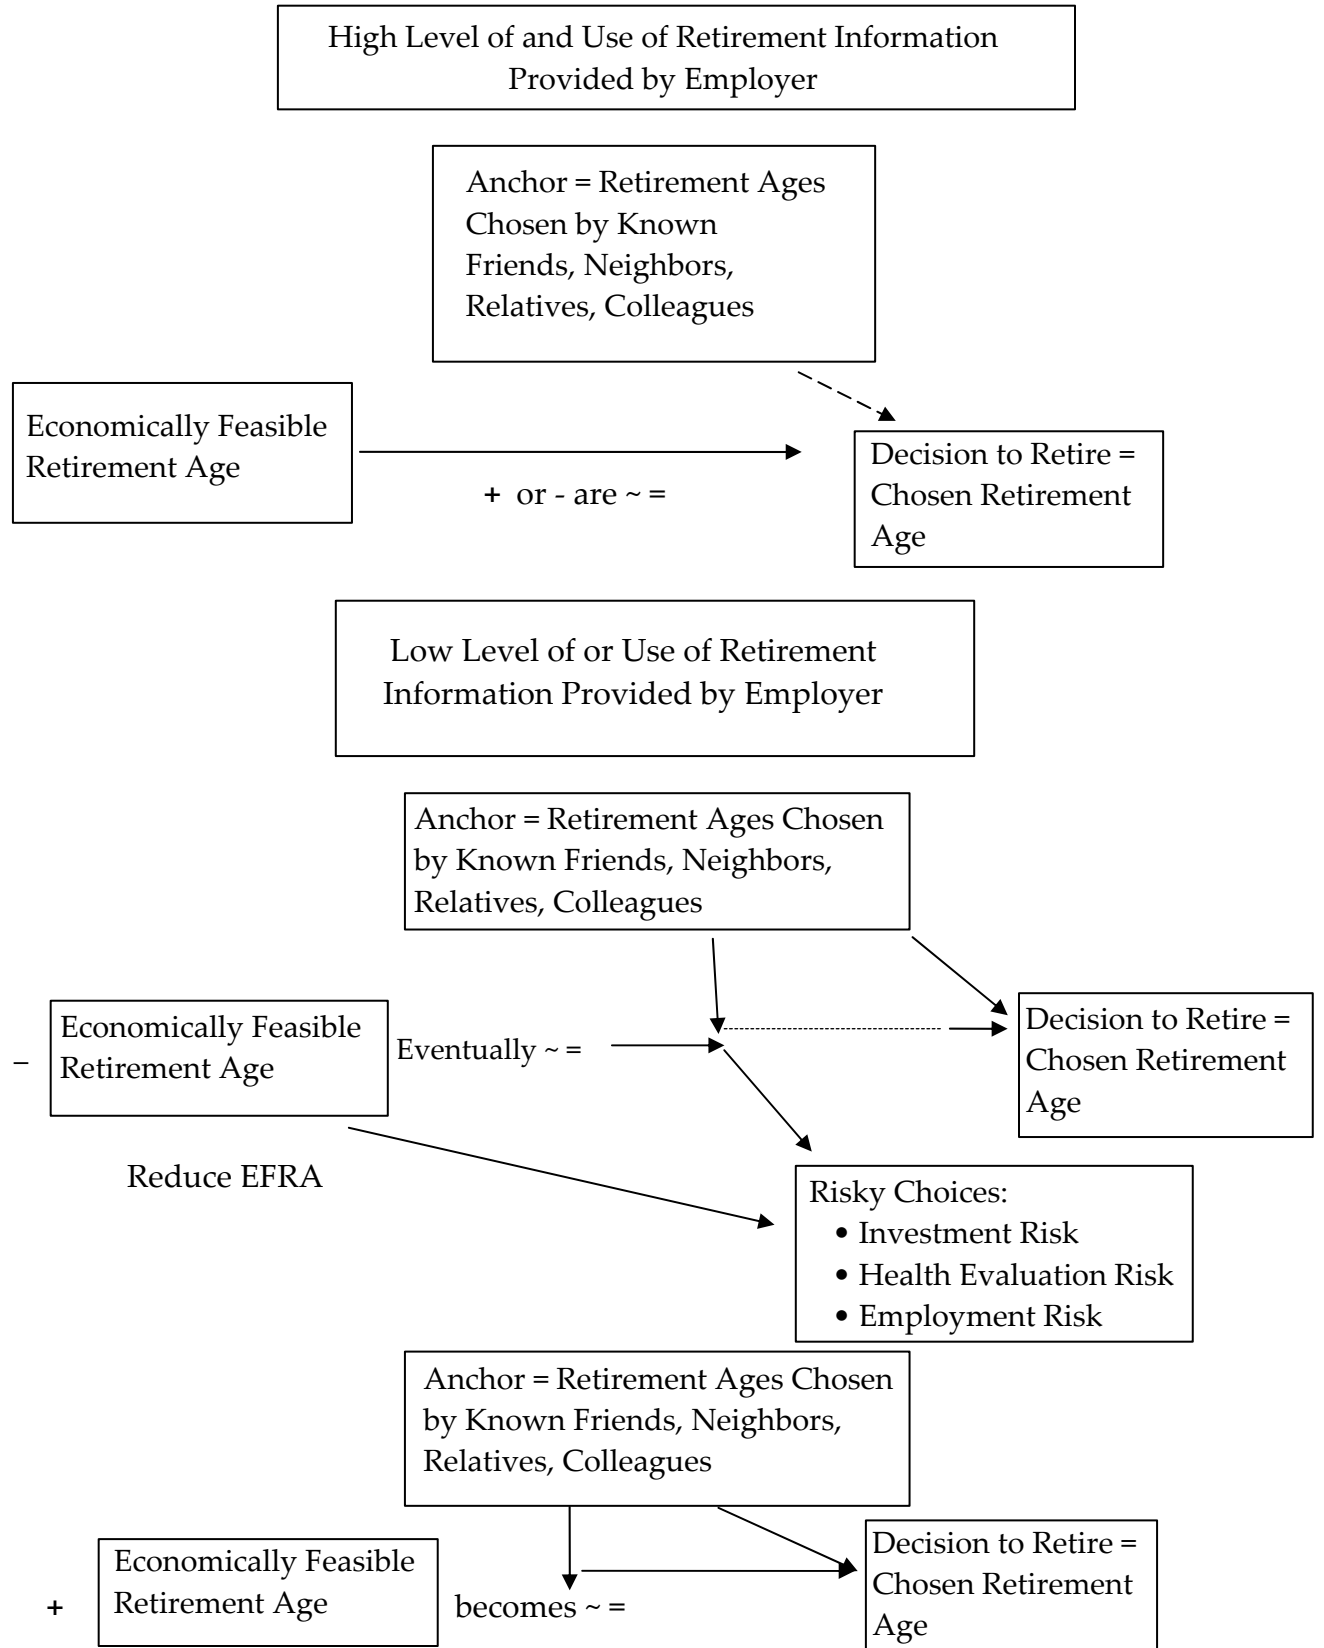 High Level of and Use of Retirement Information
Provided by Employer
Anchor = Retirement Ages
Chosen by Known
Friends, Neighbors,
Relatives, Colleagues
Economically Feasible
Retirement Age
+ or - are ~ =
Decision to Retire =
Chosen Retirement
Age
Low Level of or Use of Retirement
Information Provided by Employer
Anchor = Retirement Ages Chosen
by Known Friends, Neighbors,
Relatives, Colleagues
–
Economically Feasible
Retirement Age
Eventually ~ =
Decision to Retire =
Chosen Retirement
Age
Reduce EFRA
Risky Choices:
• Investment Risk
• Health Evaluation Risk
• Employment Risk
Anchor = Retirement Ages Chosen
by Known Friends, Neighbors,
Relatives, Colleagues
+
Economically Feasible
Retirement Age
becomes ~ =
Decision to Retire =
Chosen Retirement
Age